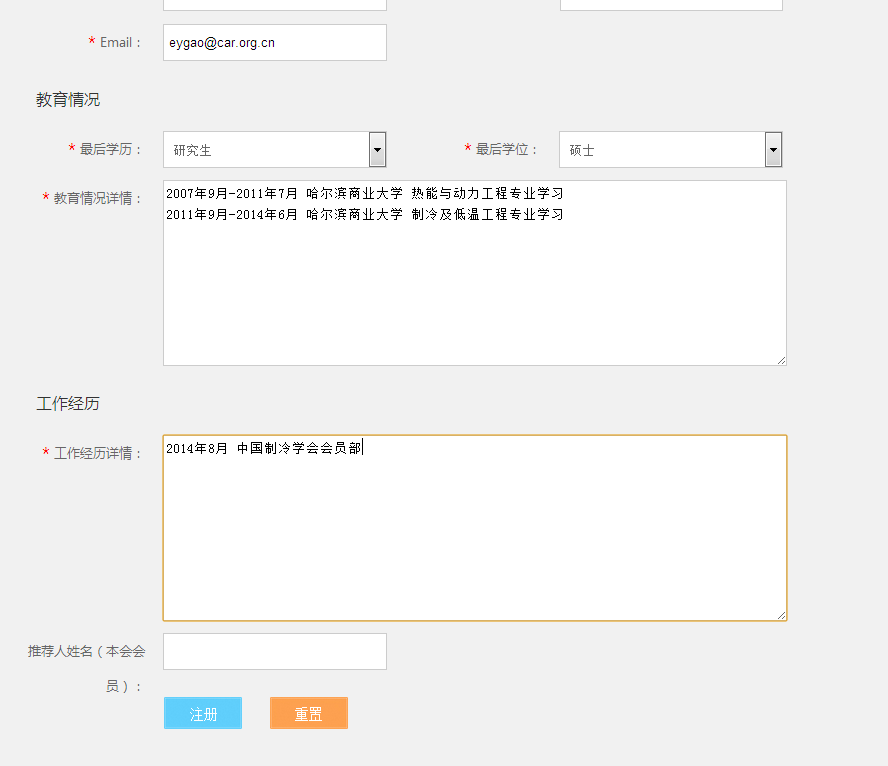 * Email： eygao@car.org.cn
教育情况
* 最后学历： 研究生 * 最后学位： 硕士
* 教育情况详情： 2007年9月-2011年7月 哈尔滨商业大学 热能与动力工程专业学习
2011年9月-2014年6月 哈尔滨商业大学 制冷及低温工程专业学习
工作经历
* 工作经历详情： 2014年8月 中国制冷学会会员部
推荐人姓名（本会会
员）：
注册 重置